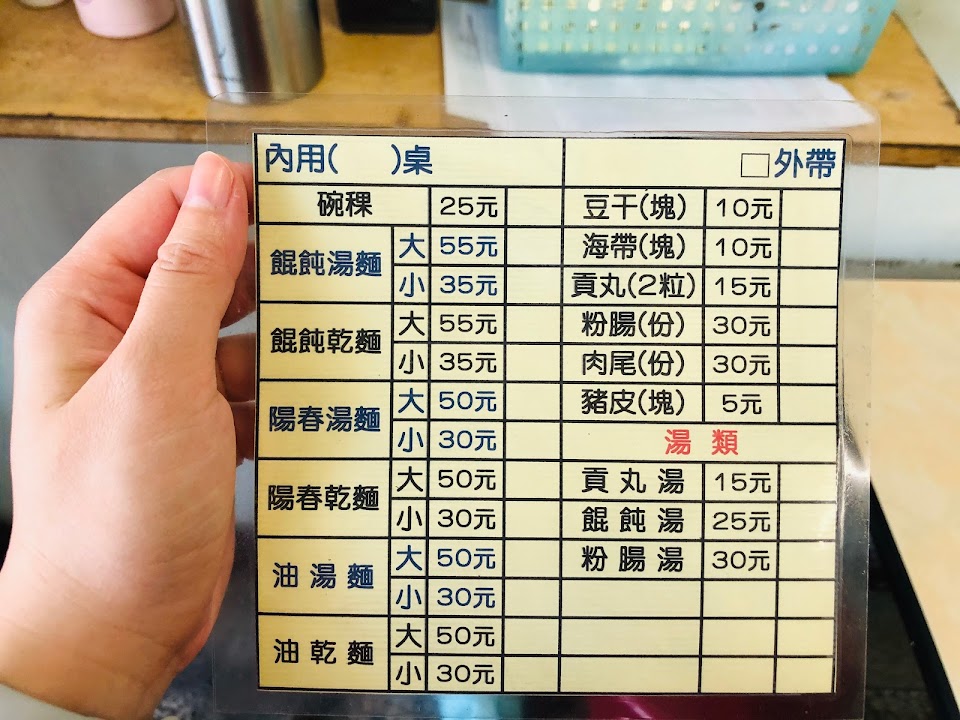 內用( )桌 □外帶
碗稞 25元 豆干(塊) 10元
餛飩湯麵 大 55元 海帶(塊) 10元
小 35元 貢丸(2粒) 15元
餛飩乾麵 大 55元 粉腸(份) 30元
小 35元 肉尾(份) 30元
陽春湯麵 大 50元 豬皮(塊) 5元
小 30元 湯類
陽春乾麵 大 50元 貢丸湯 15元
小 30元 餛飩湯 25元
油湯麵 大 50元 粉腸湯 30元
小 30元
油乾麵 大 50元
小 30元